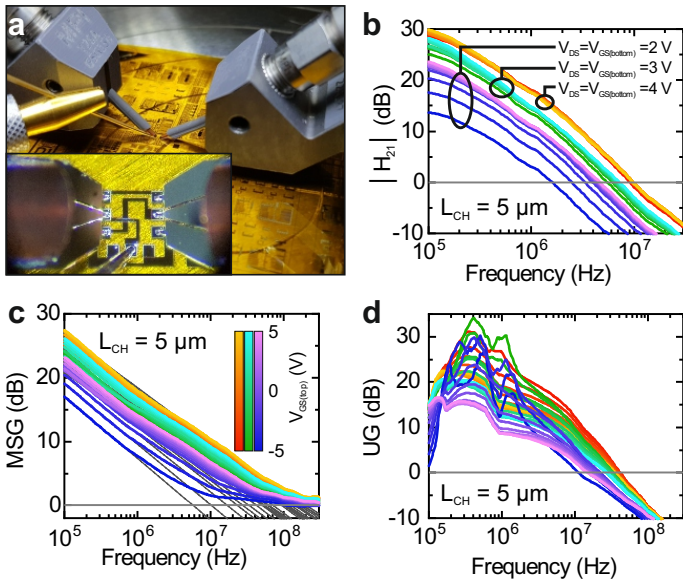 a
b
30
20
10
0
-10
|H21| (dB)
VDS=VGS(bottom) =2 V
VDS=VGS(bottom) =3 V
VDS=VGS(bottom) =4 V
LCH = 5 µm
10^5
10^6
10^7
Frequency (Hz)
c
30
20
10
0
MSG (dB)
LCH = 5 µm
5
0
-5
VGS(top) (V)
10^5
10^6
10^7
10^8
Frequency (Hz)
d
30
20
10
0
-10
UG (dB)
LCH = 5 µm
10^5
10^6
10^7
10^8
Frequency (Hz)